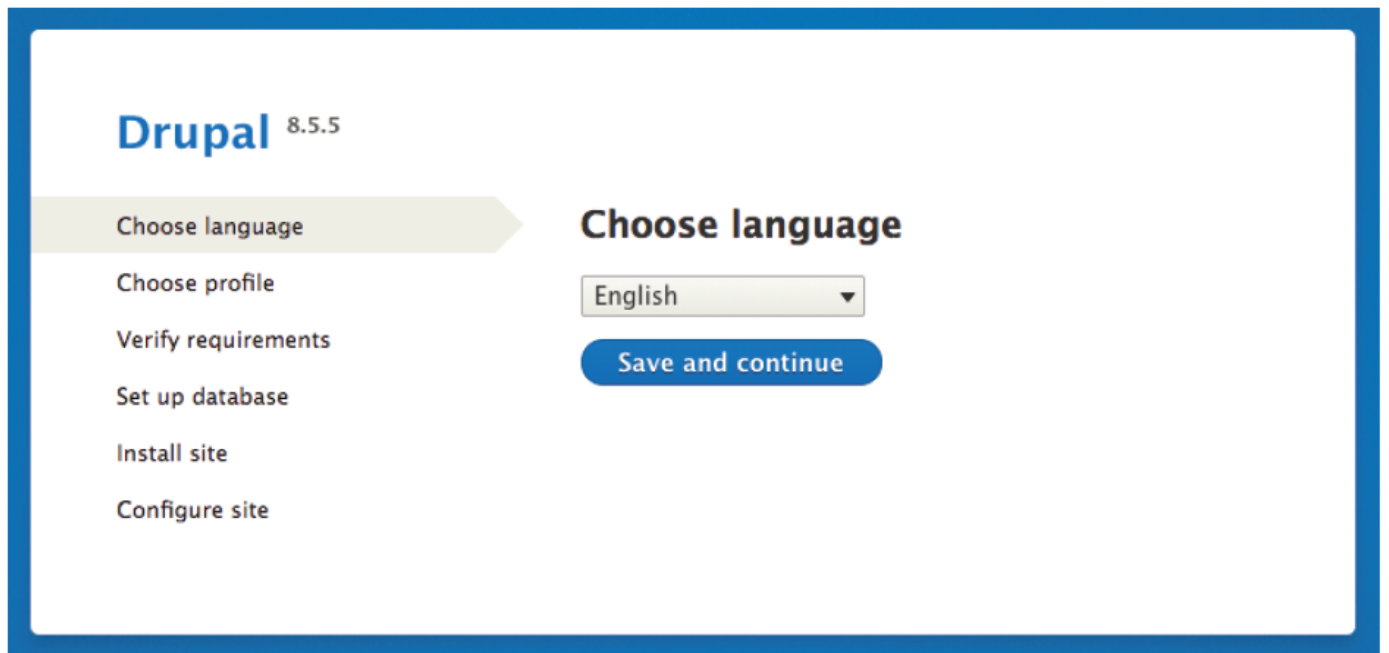 Drupal 8.5.5
Choose language
Choose profile
Verify requirements
Set up database
Install site
Configure site
Choose language
English
Save and continue